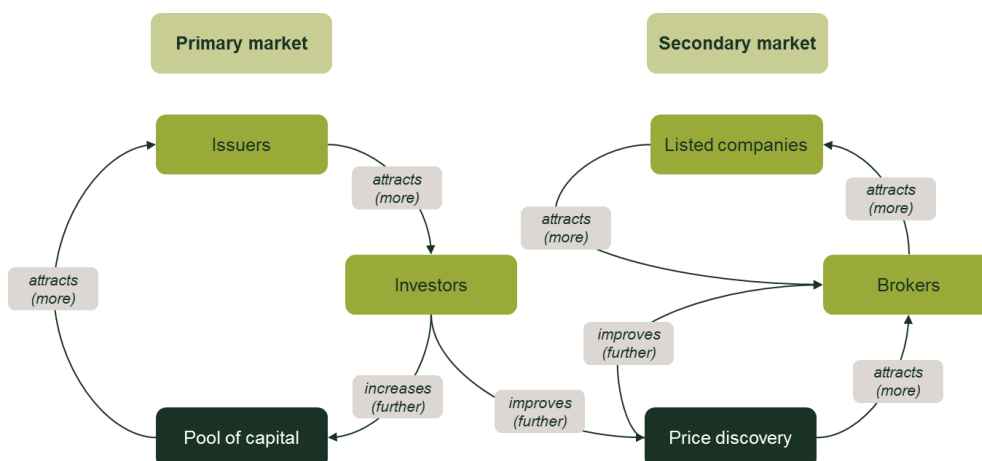 Primary market
Secondary market
Issuers
Listed companies
attracts
(more)
attracts
(more)
attracts
(more)
attracts
(more)
Investors
Brokers
improves
(further)
attracts
(more)
increases
(further)
improves
(further)
Pool of capital
Price discovery